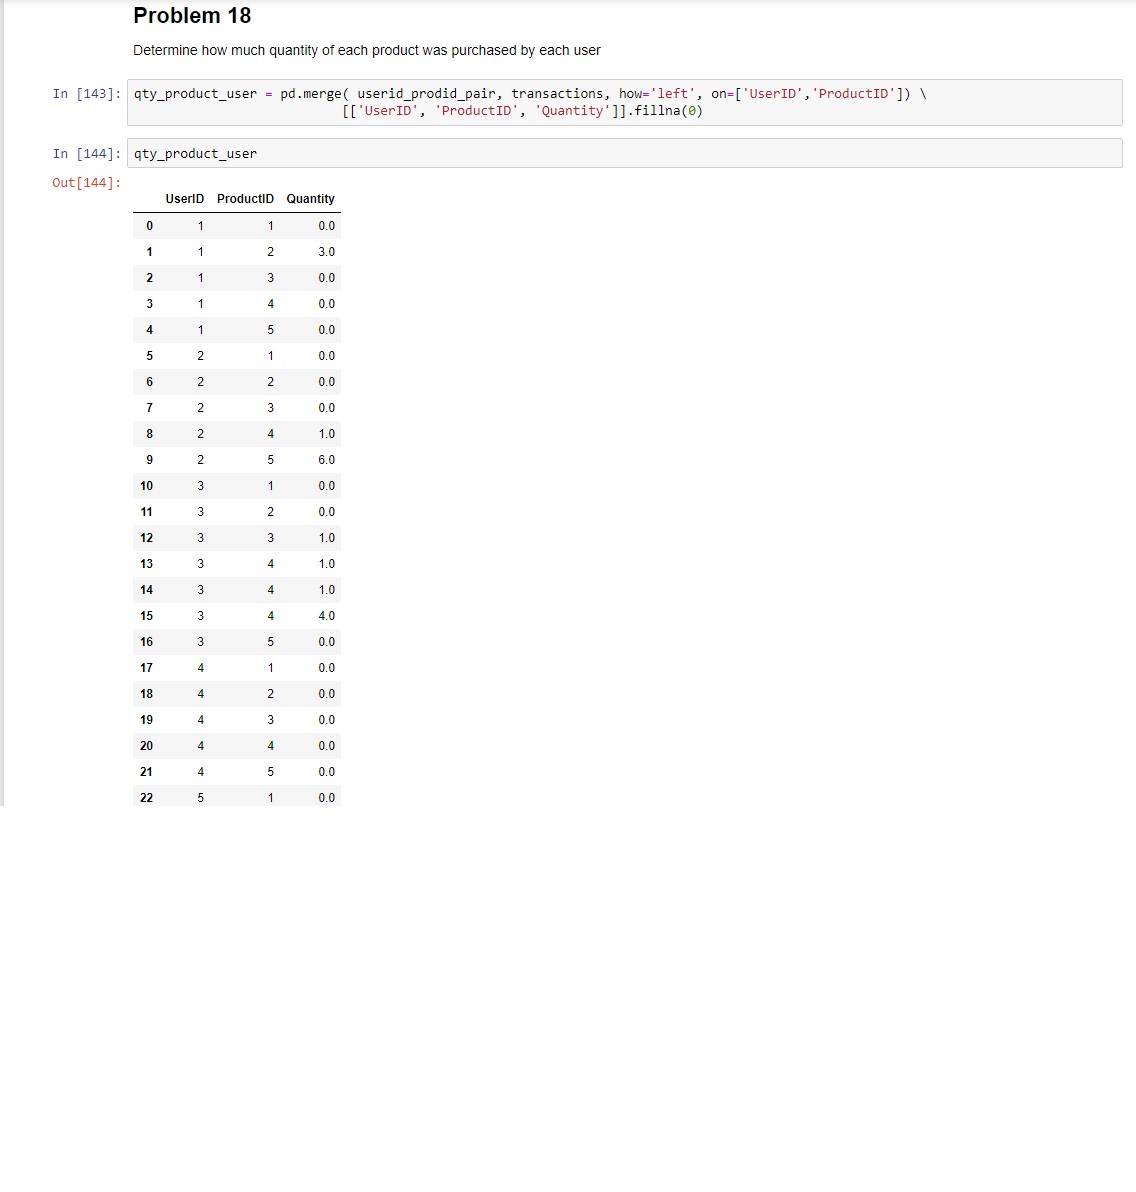 Problem 18
Determine how much quantity of each product was purchased by each user
In [143]: qty_product_user = pd.merge( userid_prodid_pair, transactions, how='left', on=['UserID','ProductID']) \
[['UserID', 'ProductID', 'Quantity']].fillna(0)
In [144]: qty_product_user
Out[144]:
UserID ProductID Quantity
0 1 1 0.0
1 1 2 3.0
2 1 3 0.0
3 1 4 0.0
4 1 5 0.0
5 2 1 0.0
6 2 2 0.0
7 2 3 0.0
8 2 4 1.0
9 2 5 6.0
10 3 1 0.0
11 3 2 0.0
12 3 3 1.0
13 3 4 1.0
14 3 4 1.0
15 3 4 4.0
16 3 5 0.0
17 4 1 0.0
18 4 2 0.0
19 4 3 0.0
20 4 4 0.0
21 4 5 0.0
22 5 1 0.0